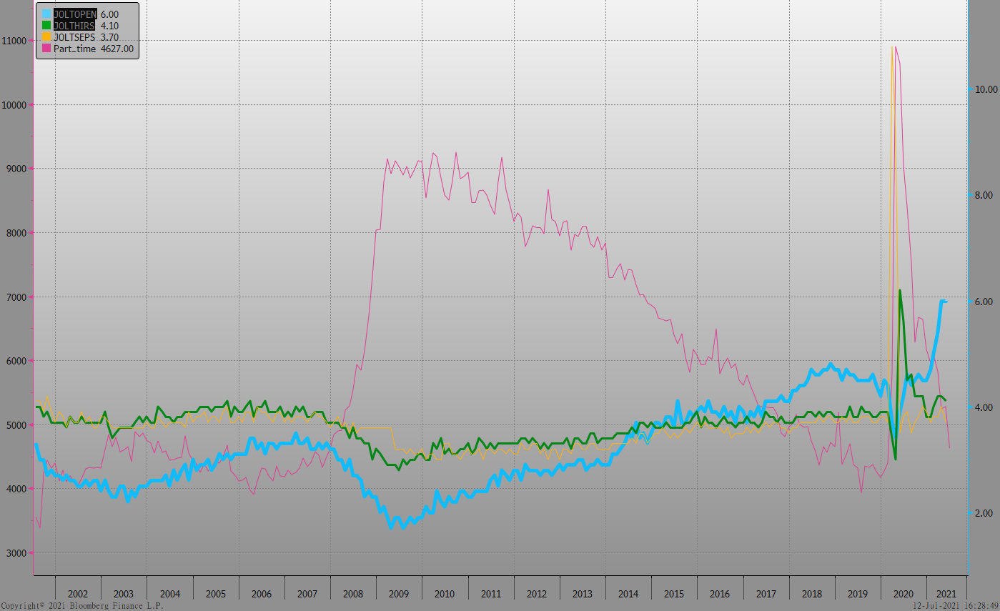 JOLTOPEN 6.00
JOLTHIRS 4.10
JOLTSEPS 3.70
Part_time 4627.00
11000
10000
9000
8000
7000
6000
5000
4000
3000
10.00
8.00
6.00
4.00
2.00
2002 2003 2004 2005 2006 2007 2008 2009 2010 2011 2012 2013 2014 2015 2016 2017 2018 2019 2020 2021
Copyright© 2021 Bloomberg Finance L.P. 12-Jul-2021 16:28:49